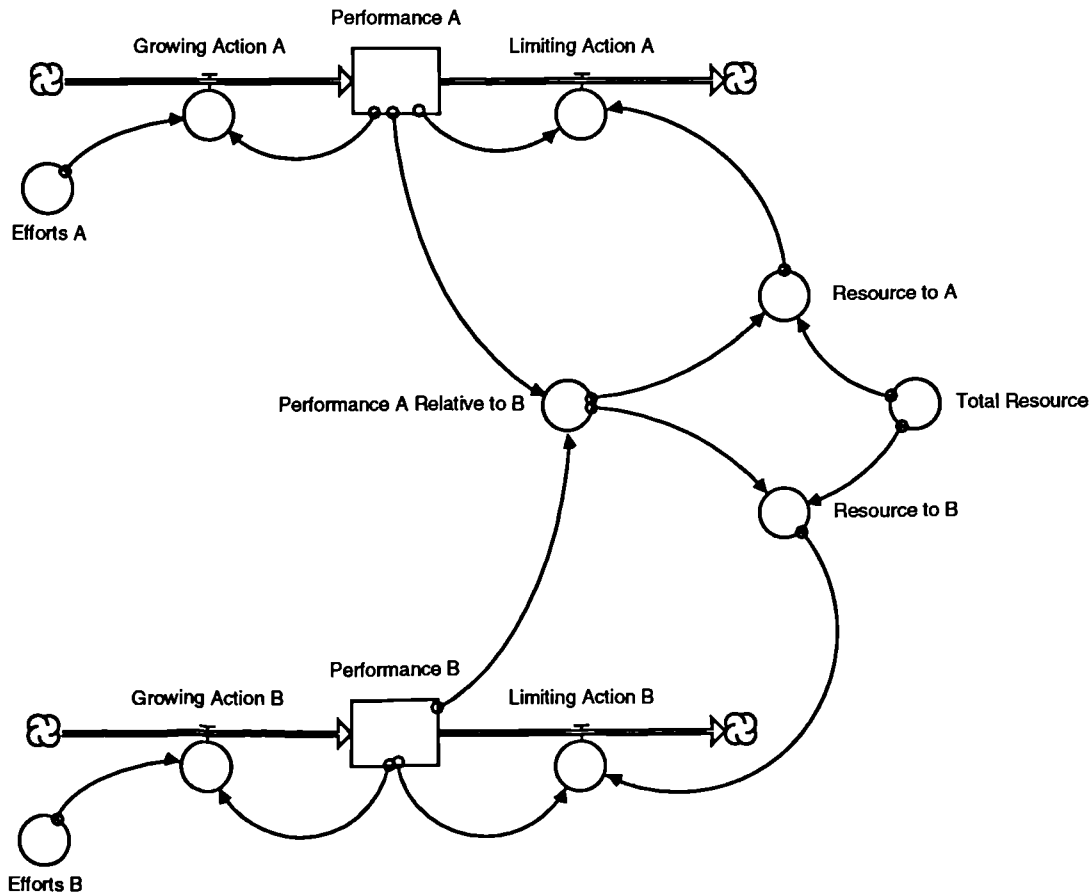 Performance A
Growing Action A
Limiting Action A
Efforts A
Resource to A
Performance A Relative to B
Total Resource
Resource to B
Performance B
Growing Action B
Limiting Action B
Efforts B